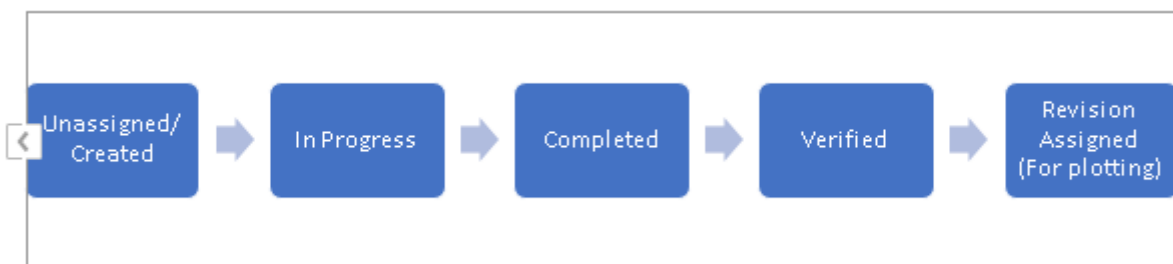 Unassigned/
Created
In Progress
Completed
Verified
Revision
Assigned
(For plotting)